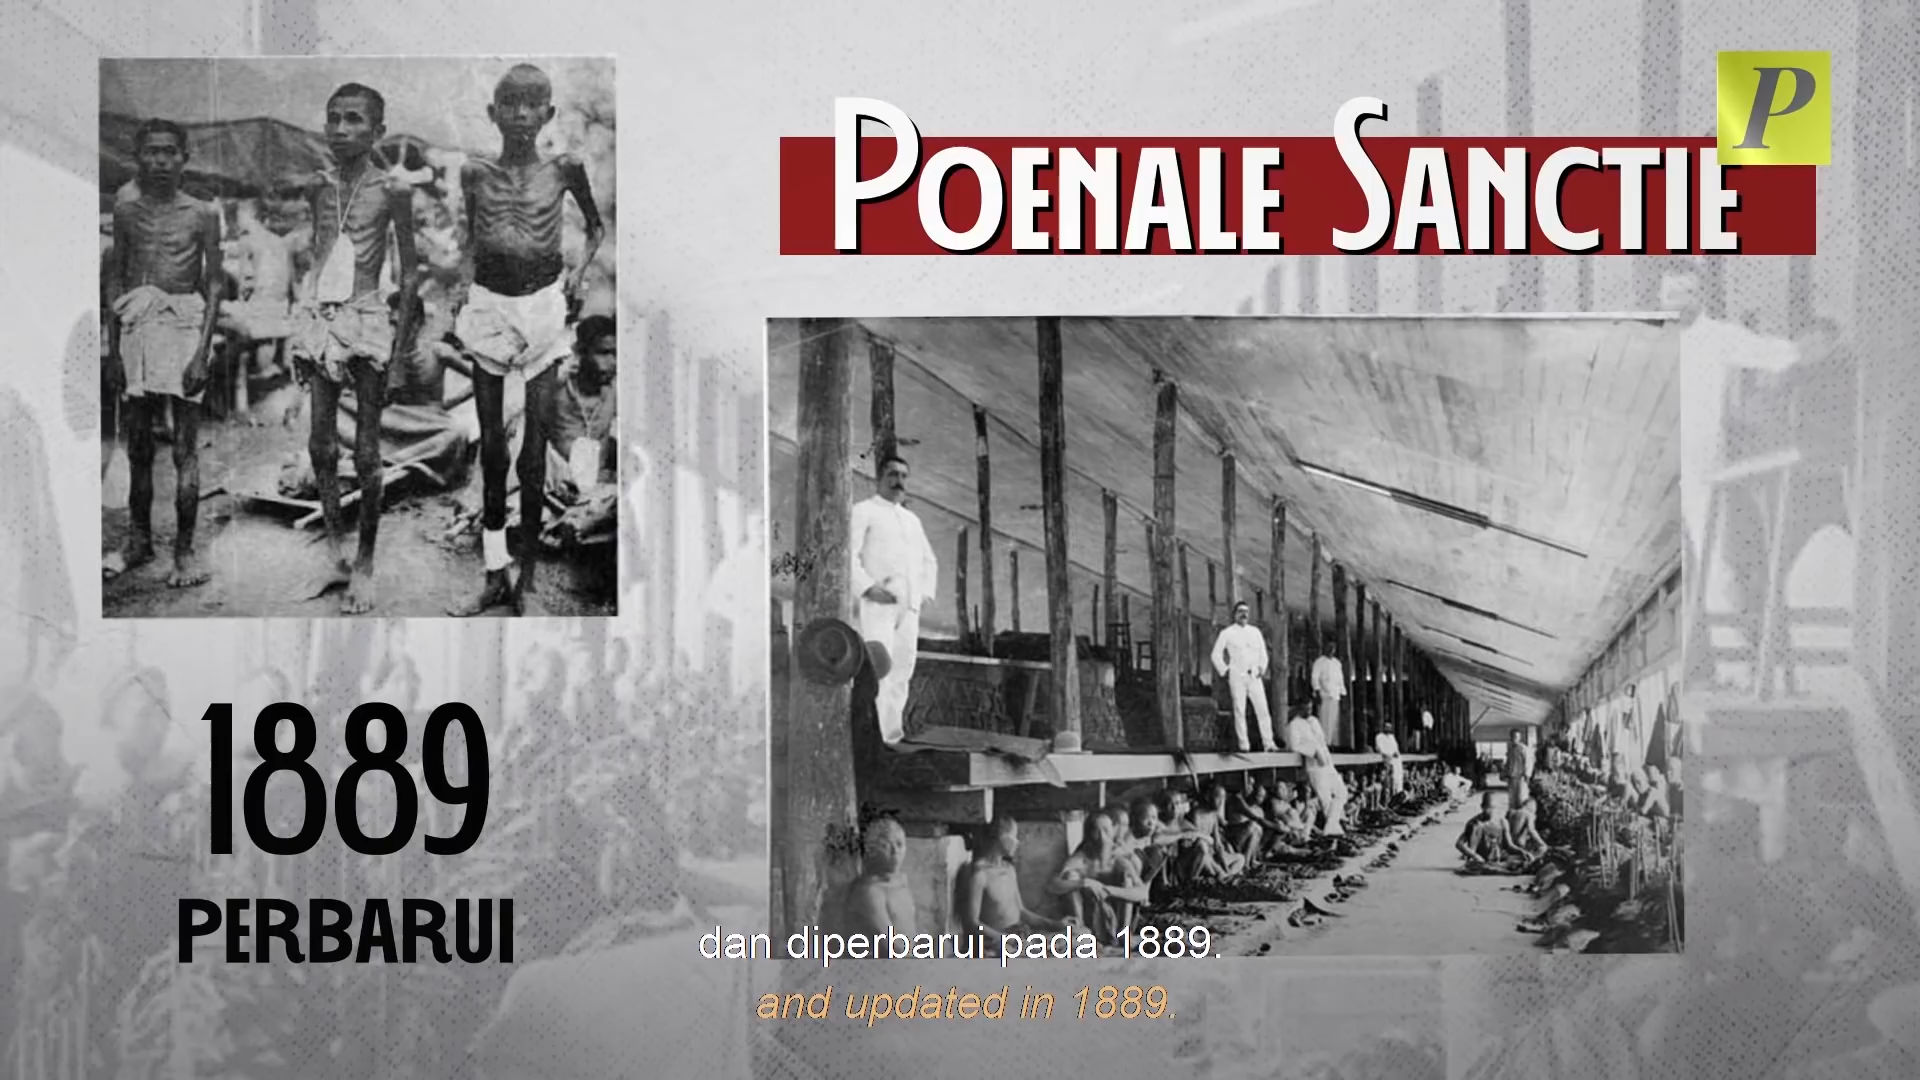 POENALE SANCTIE
P
1889
PERBARUI
dan diperbarui pada 1889.
and updated in 1889.